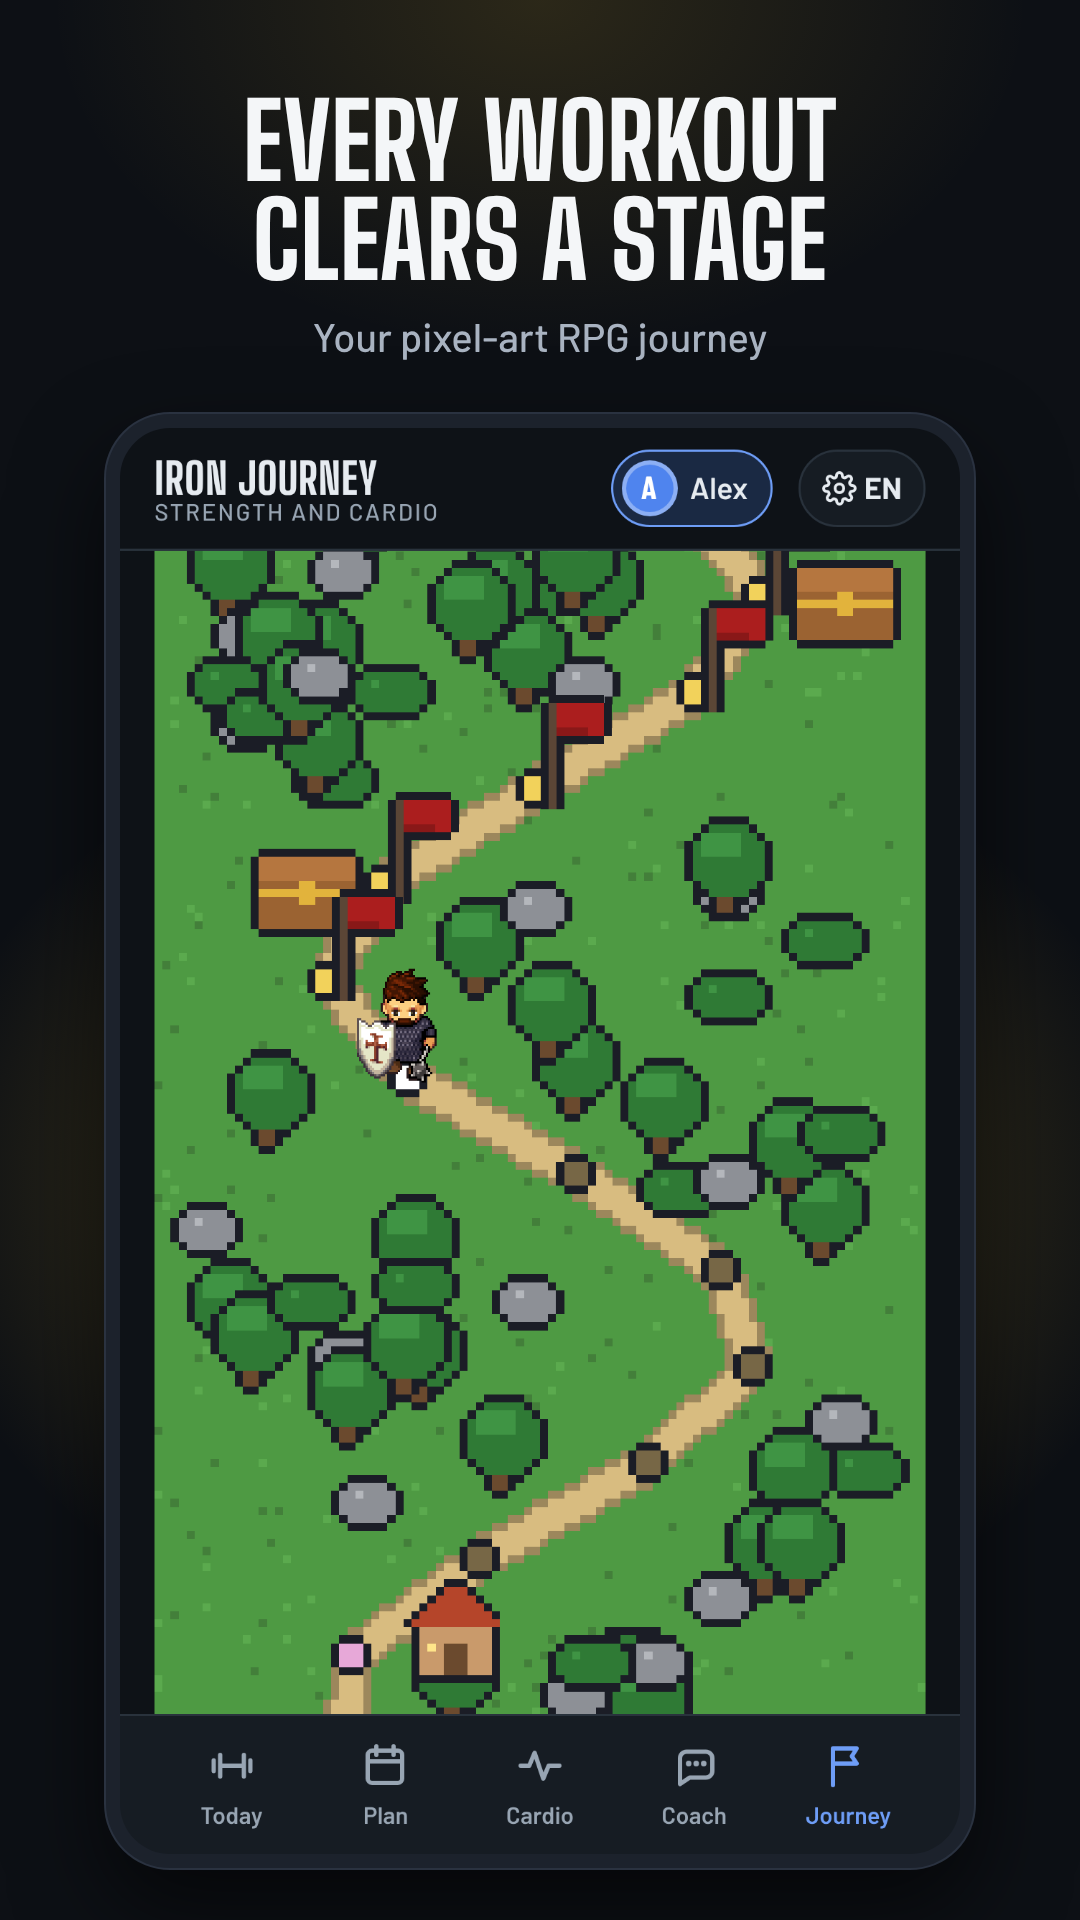 EVERY WORKOUT
CLEARS A STAGE
Your pixel-art RPG journey
IRON JOURNEY
STRENGTH AND CARDIO
A Alex
EN
Today Plan Cardio Coach Journey